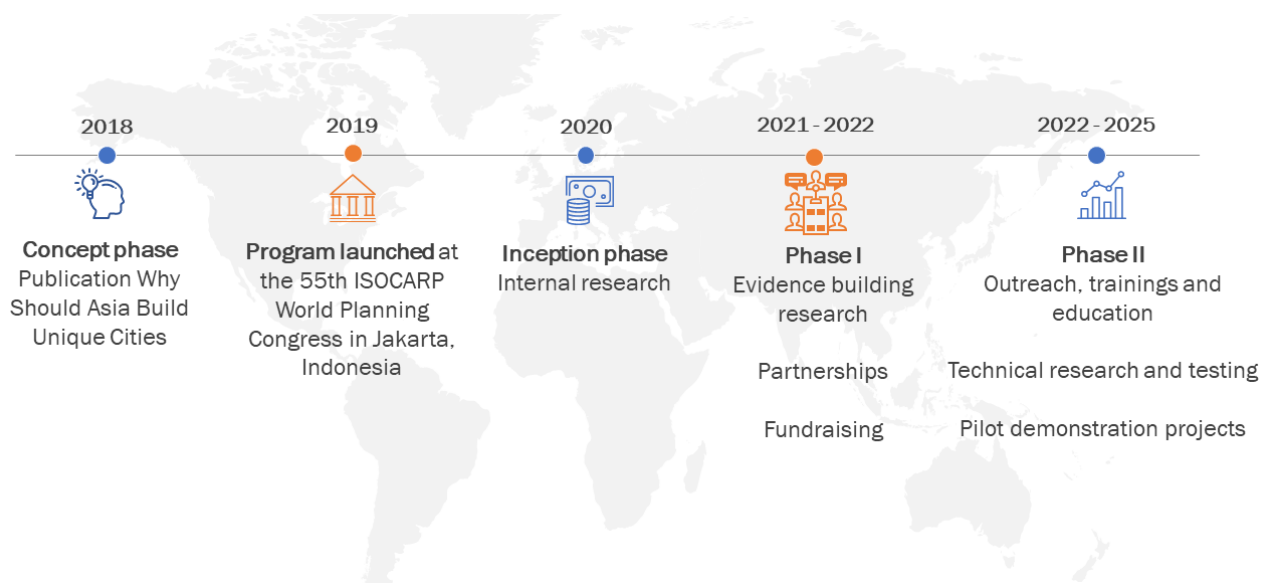 2018
Concept phase
Publication Why
Should Asia Build
Unique Cities
2019
Program launched at
the 55th ISOCARP
World Planning
Congress in Jakarta,
Indonesia
2020
Inception phase
Internal research
2021 - 2022
Phase I
Evidence building
research
Partnerships
Fundraising
2022 - 2025
Phase II
Outreach, trainings and
education
Technical research and testing
Pilot demonstration projects